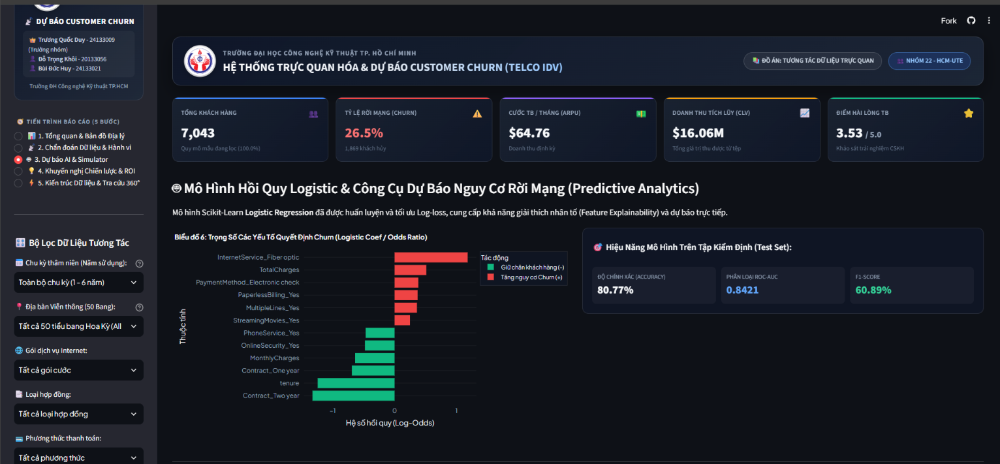 DỰ BÁO CUSTOMER CHURN
Trương Quốc Duy - 24133009
(Trưởng nhóm)
Đỗ Trọng Khôi - 20133056
Bùi Đức Huy - 24133021
Trường ĐH Công nghệ Kỹ thuật TP.HCM
TIẾN TRÌNH BÁO CÁO (5 BƯỚC)
1. Tổng quan & Bản đồ Địa lý
2. Chẩn đoán Dữ liệu & Hành vi
3. Dự báo AI & Simulator
4. Khuyến nghị Chiến lược & ROI
5. Kiến trúc Dữ liệu & Tra cứu 360°
Bộ Lọc Dữ Liệu Tương Tác
Chu kỳ thâm niên (Năm sử dụng):
Toàn bộ chu kỳ (1 - 6 năm)
Địa bàn Viễn thông (50 Bang):
Tất cả 50 tiểu bang Hoa Kỳ (All
Gói dịch vụ Internet:
Tất cả gói cước
Loại hợp đồng:
Tất cả loại hợp đồng
Phương thức thanh toán:
Tất cả phương thức
Fork
TRƯỜNG ĐẠI HỌC CÔNG NGHỆ KỸ THUẬT TP. HỒ CHÍ MINH
HỆ THỐNG TRỰC QUAN HÓA & DỰ BÁO CUSTOMER CHURN (TELCO IDV)
ĐỒ ÁN: TƯƠNG TÁC DỮ LIỆU TRỰC QUAN
NHÓM 22 - HCM-UTE
TỔNG KHÁCH HÀNG
7,043
Quy mô mẫu đang lọc (100.0%)
TỶ LỆ RỜI MẠNG (CHURN)
26.5%
1,869 khách hủy
CƯỚC TB / THÁNG (ARPU)
$64.76
Doanh thu định kỳ
DOANH THU TÍCH LŨY (CLV)
$16.06M
Tổng giá trị thu được từ tệp
ĐIỂM HÀI LÒNG TB
3.53 / 5.0
Khảo sát trải nghiệm CSKH
Mô Hình Hồi Quy Logistic & Công Cụ Dự Báo Nguy Cơ Rời Mạng (Predictive Analytics)
Mô hình Scikit-Learn Logistic Regression đã được huấn luyện và tối ưu Log-loss, cung cấp khả năng giải thích nhân tố (Feature Explainability) và dự báo trực tiếp.
Biểu đồ 6: Trọng Số Các Yếu Tố Quyết Định Churn (Logistic Coef / Odds Ratio)
Thuộc tính
InternetService_Fiber optic
TotalCharges
PaymentMethod_Electronic check
PaperlessBilling_Yes
MultipleLines_Yes
StreamingMovies_Yes
PhoneService_Yes
OnlineSecurity_Yes
MonthlyCharges
Contract_One year
tenure
Contract_Two year
−1 0 1
Hệ số hồi quy (Log-Odds)
Tác động
Giữ chân khách hàng (-)
Tăng nguy cơ Churn (+)
Hiệu Năng Mô Hình Trên Tập Kiểm Định (Test Set):
ĐỘ CHÍNH XÁC (ACCURACY)
80.77%
PHÂN LOẠI ROC-AUC
0.8421
F1-SCORE
60.89%